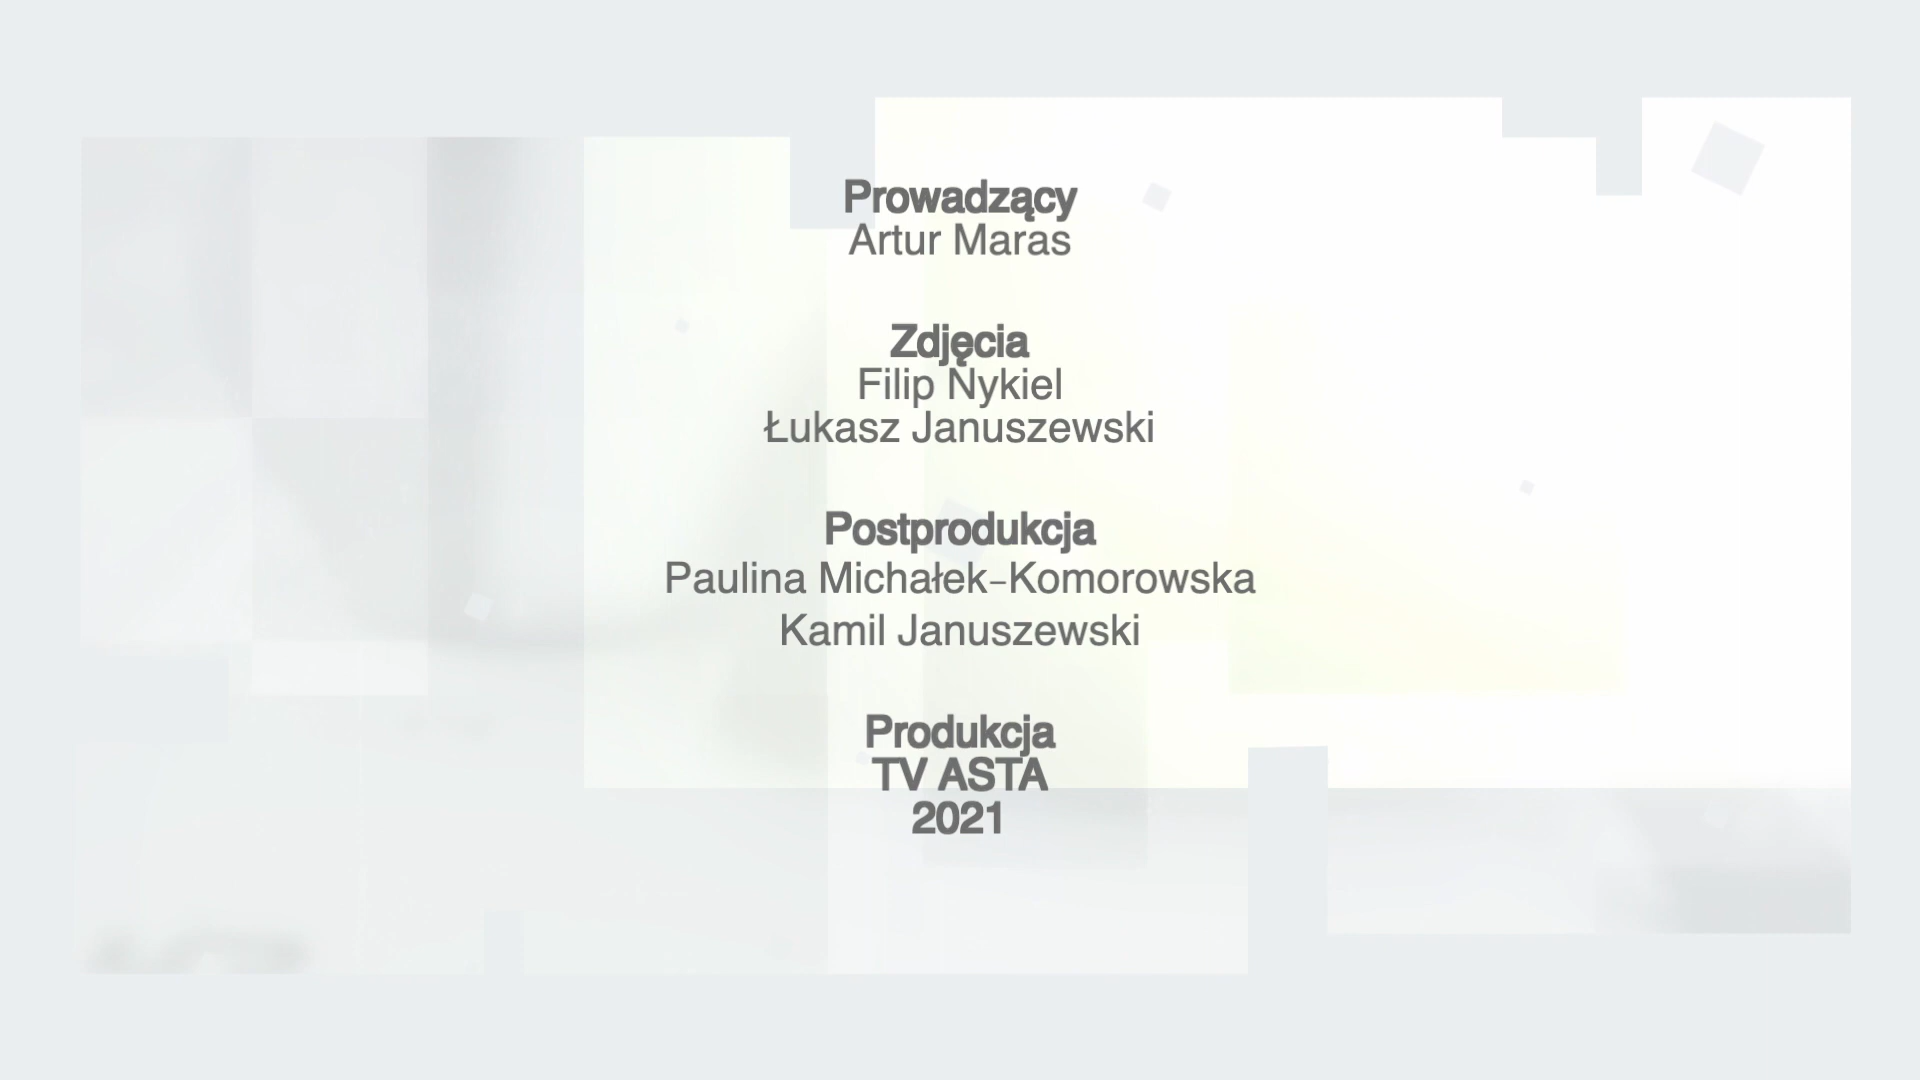 Prowadzący
Artur Maras
Zdjęcia
Filip Nykiel
Łukasz Januszewski
Postprodukcja
Paulina Michałek-Komorowska
Kamil Januszewski
Produkcja
TV ASTA
2021